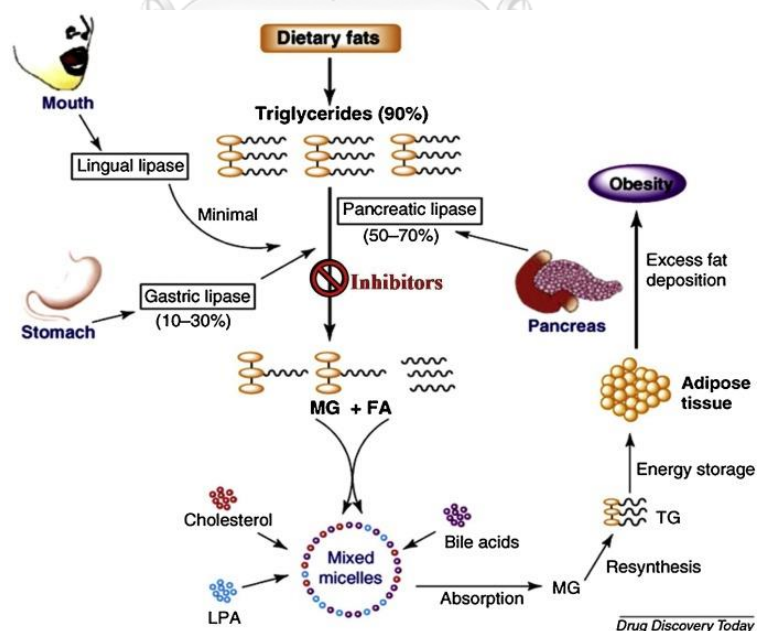 Dietary fats
Mouth
Triglycerides (90%)
Lingual lipase
Minimal
Pancreatic lipase
(50–70%)
Obesity
Excess fat
deposition
Inhibitors
Gastric lipase
(10–30%)
Stomach
Pancreas
Adipose
tissue
MG + FA
Energy storage
Cholesterol
Bile acids
Mixed
micelles
TG
Resynthesis
LPA
Absorption
MG
Drug Discovery Today